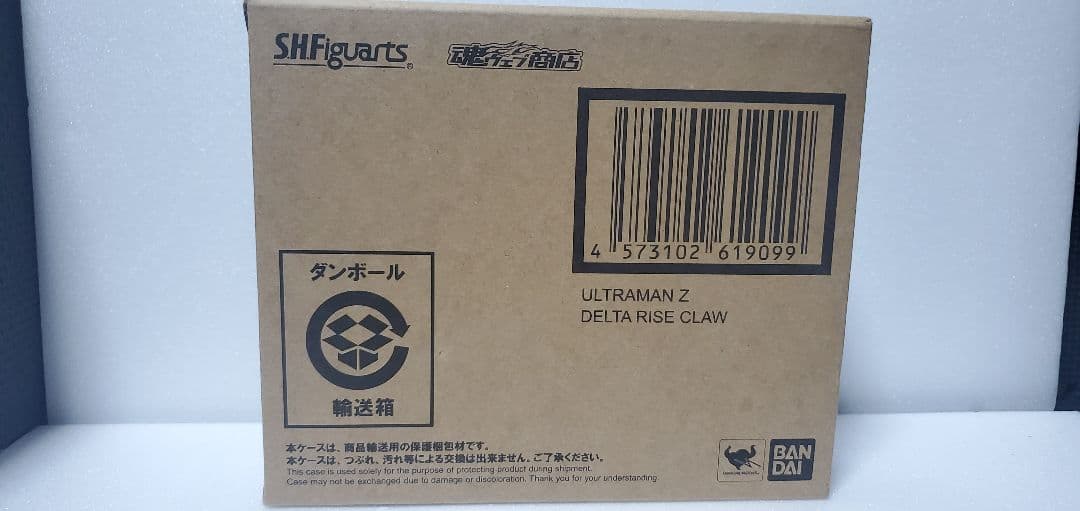 S.H.Figuarts®
魂ウェブ商店
4 573102 619099
ULTRAMAN Z
DELTA RISE CLAW
ダンボール
輸送箱
本ケースは、商品輸送用の保護梱包材です。
本ケースは、つぶれ、汚れ等による交換は出来ません。ご了承ください。
This case is used solely for the purpose of protecting product during shipment.
Case may not be exchanged due to damage or discoloration. Thank you for your understanding.
BAN
DAI